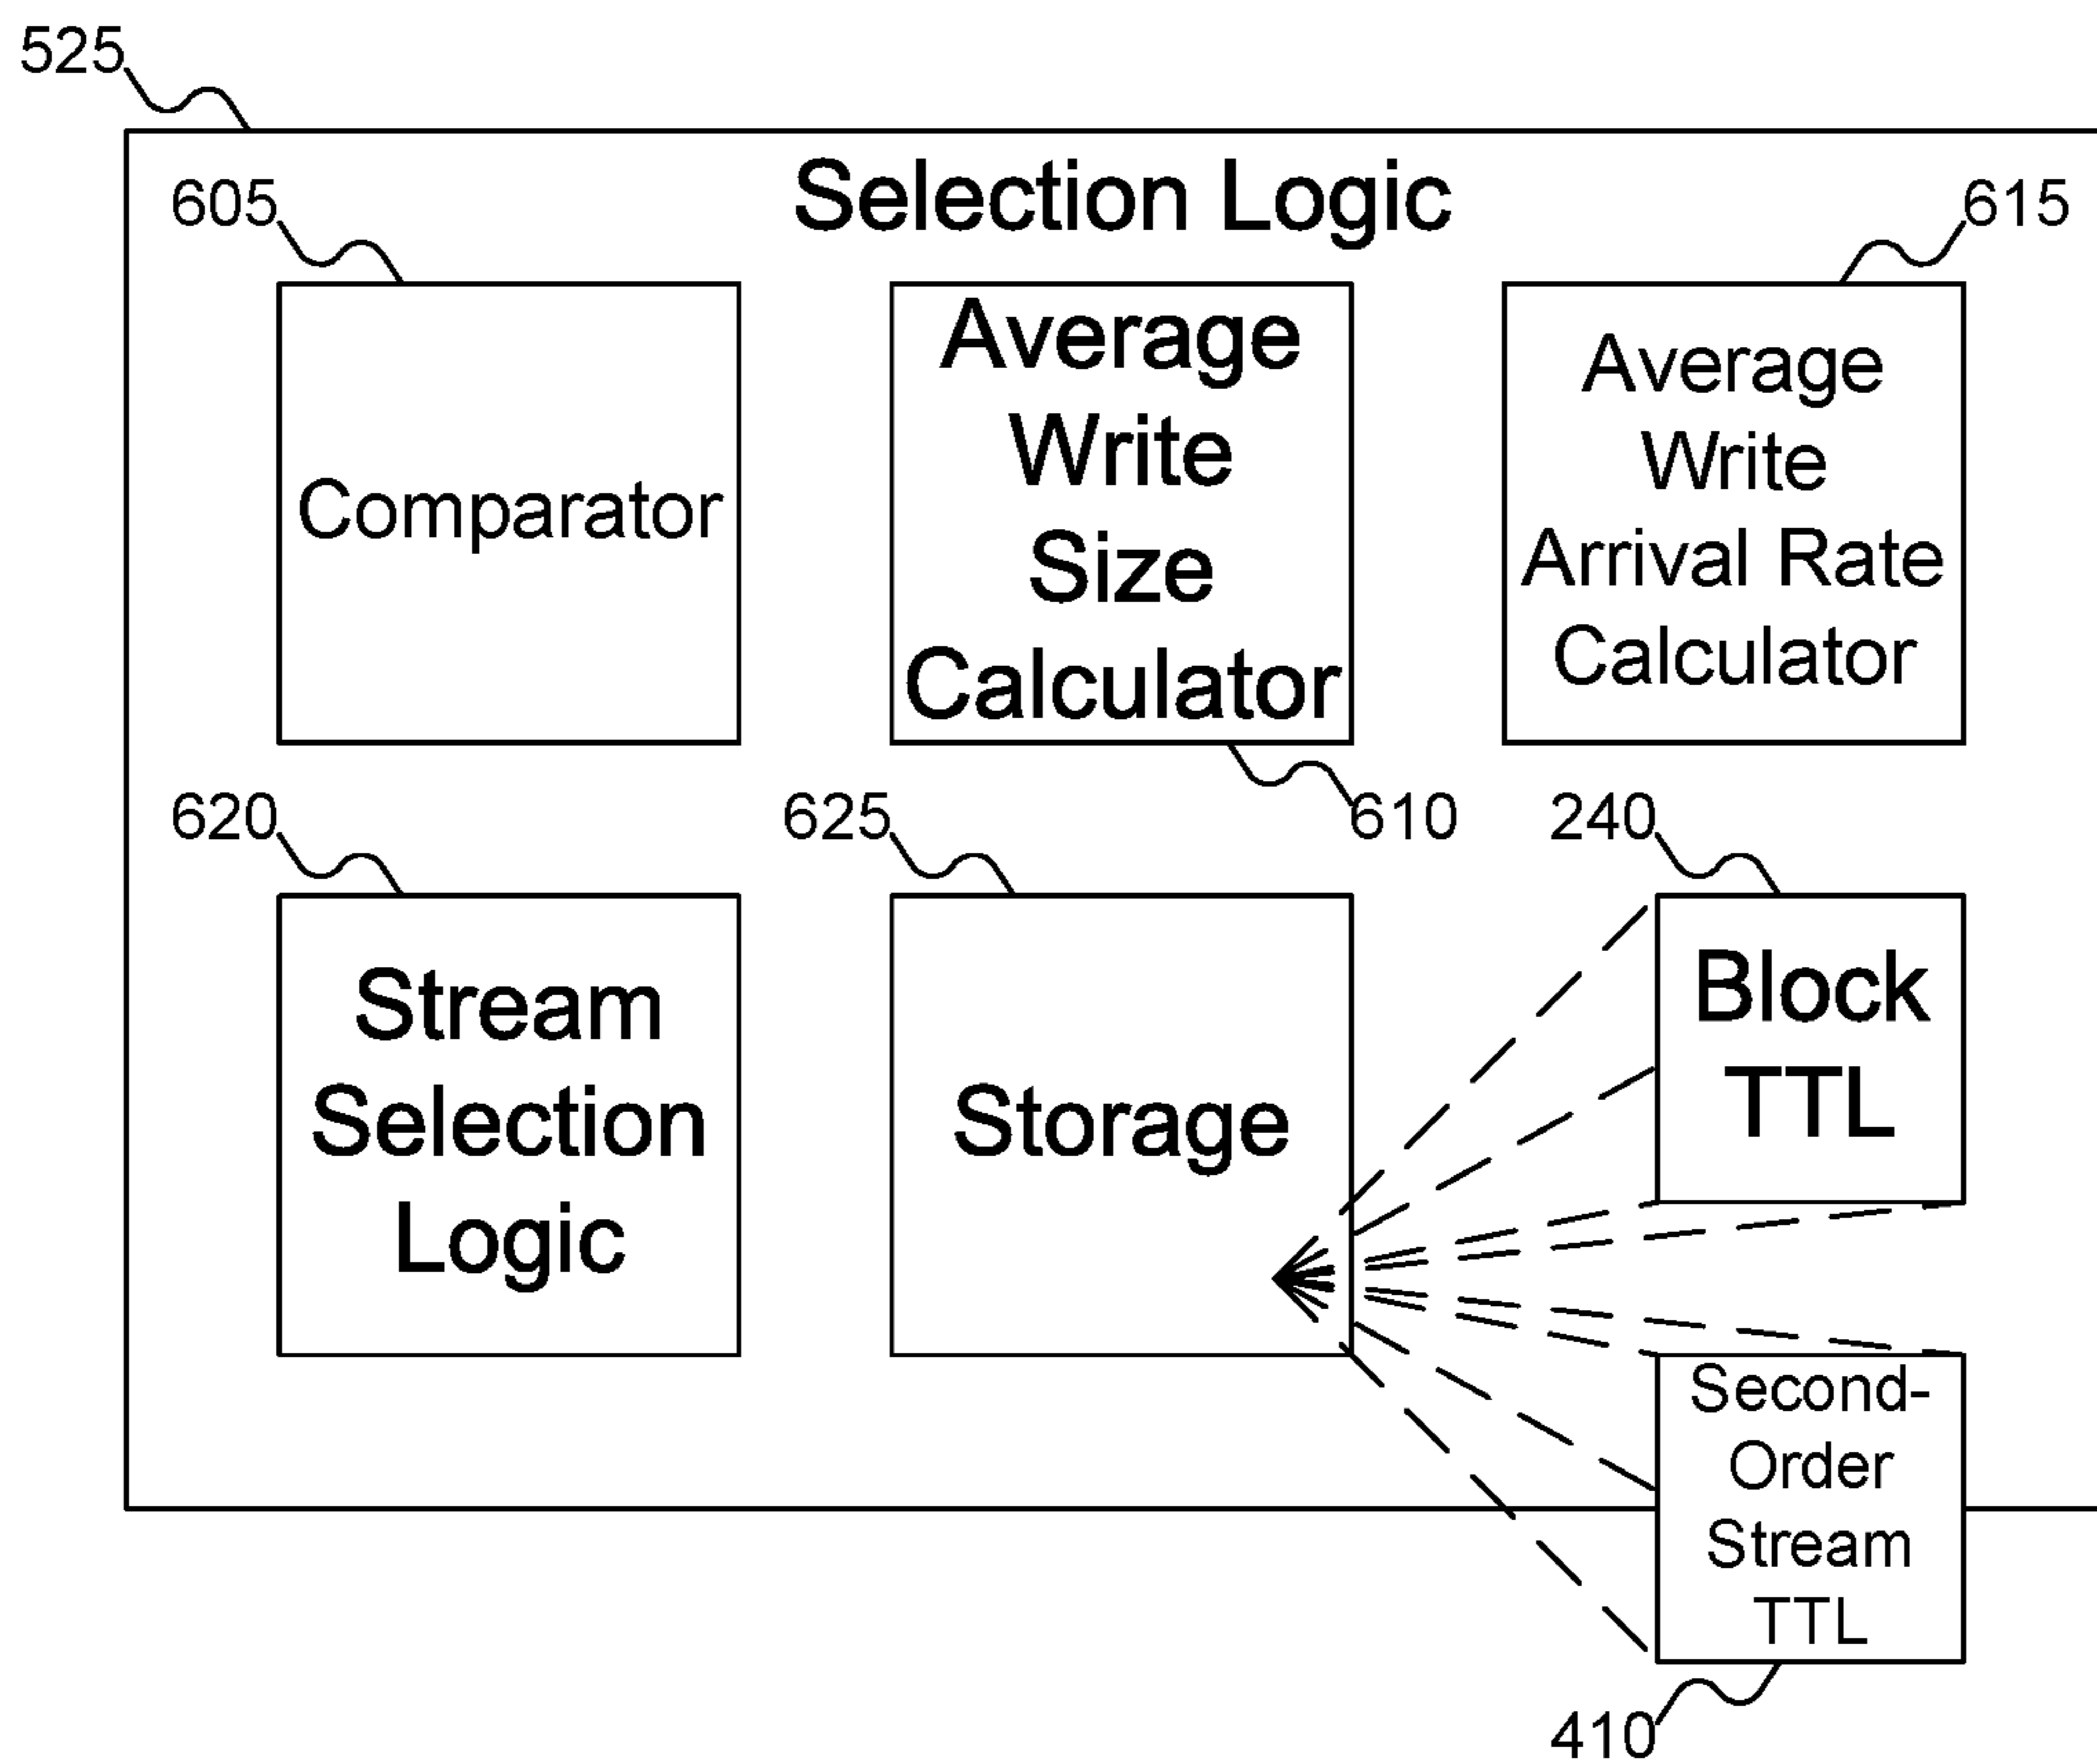 525
Selection Logic
605
615
Comparator
Average
Write
Size
Calculator
Average
Write
Arrival Rate
Calculator
610
620
625
240
Stream
Selection
Logic
Storage
Block
TTL
Second-
Order
Stream
TTL
410